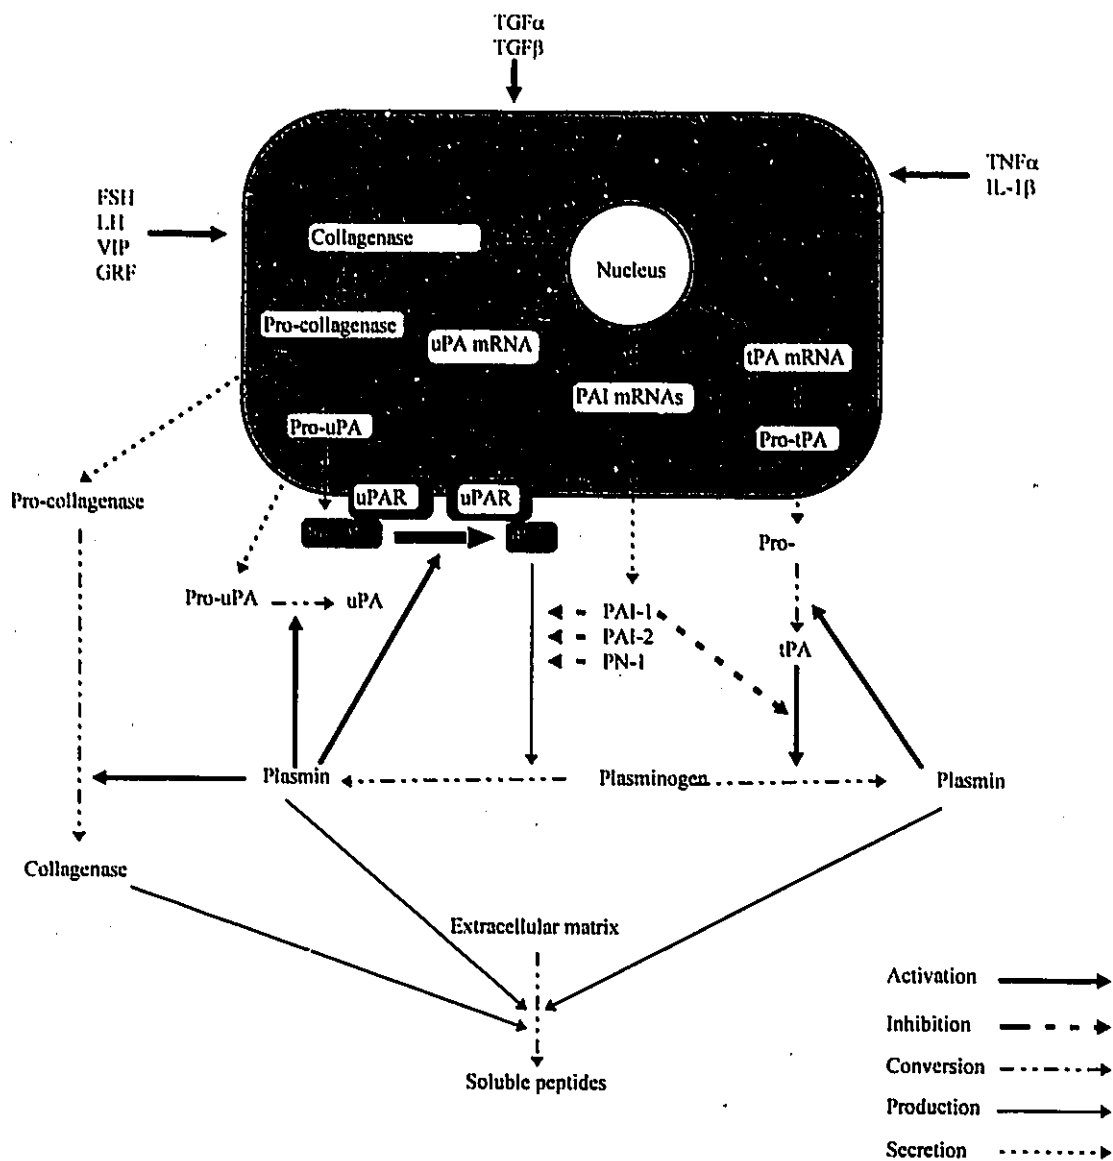 TGFα
TGFβ
TNFα
IL-1β
FSH
LH
VIP
GRF
Collagenase
Nucleus
Pro-collagenase
uPA mRNA
tPA mRNA
PAI mRNAs
Pro-uPA
Pro-tPA
uPAR
uPAR
Pro-collagenase
Pro-
Pro-uPA
uPA
PAI-1
PAI-2
PN-1
tPA
Plasmin
Plasminogen
Plasmin
Collagenase
Extracellular matrix
Soluble peptides
Activation
Inhibition
Conversion
Production
Secretion